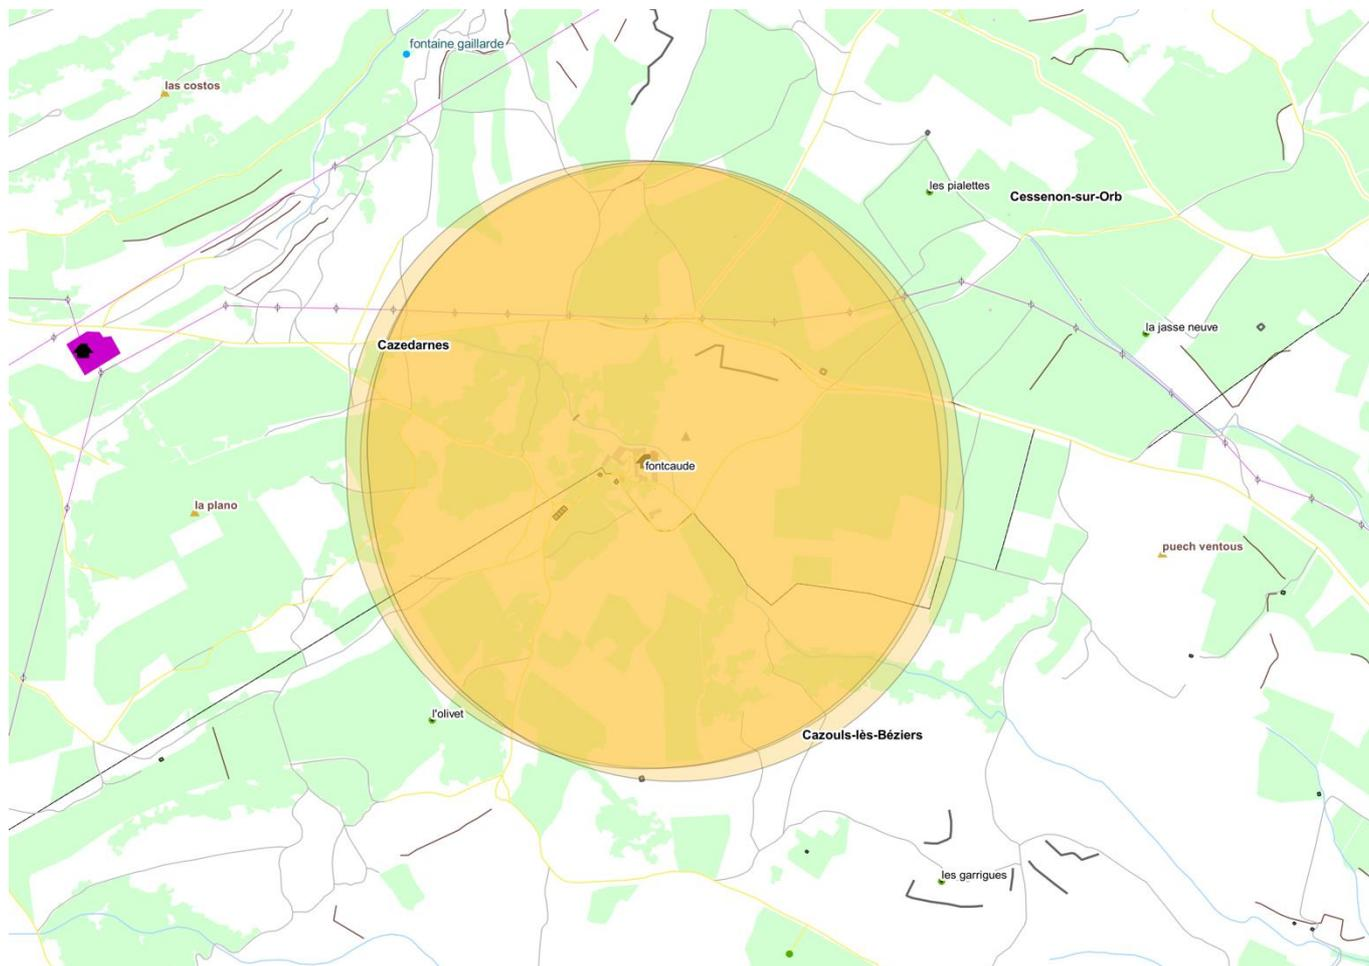 fontaine gaillarde
las costos
les pialettes
Cessenon-sur-Orb
la jasse neuve
Cazedarnes
fontcaude
la plano
puech ventous
l'olivet
Cazouls-lès-Béziers
les garrigues